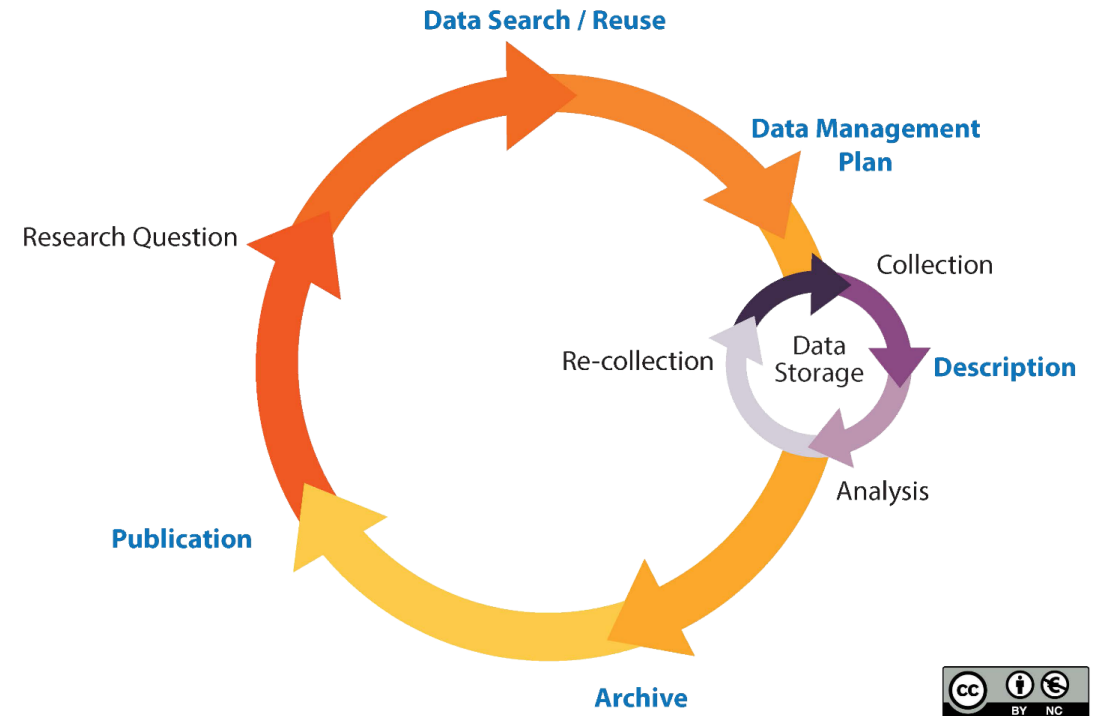 Data Search / Reuse
Data Management
Plan
Research Question
Collection
Re-collection
Data
Storage
Description
Analysis
Publication
Archive
cc
BY NC